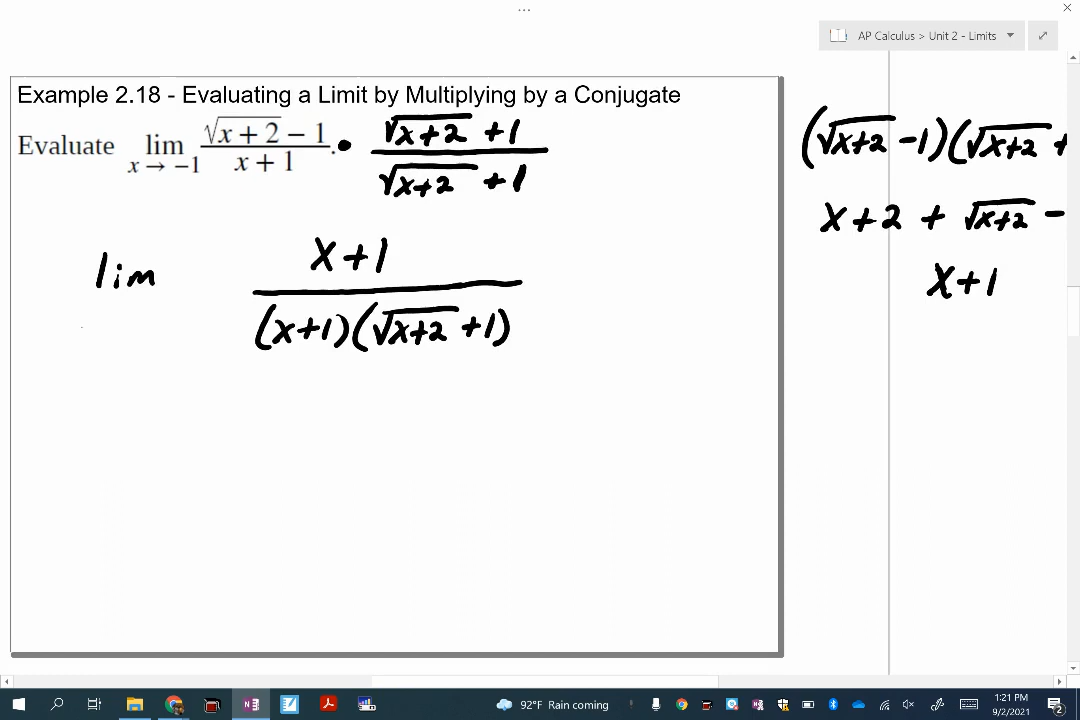 ...
AP Calculus > Unit 2 - Limits
Example 2.18 - Evaluating a Limit by Multiplying by a Conjugate
Evaluate lim x → −1 (√(x + 2) − 1)/(x + 1) . • (√(x+2) + 1)/(√(x+2) + 1)
(√(x+2) − 1)(√(x+2) +
x + 2 + √(x+2) −
x + 1
lim (x + 1)/((x+1)(√(x+2) + 1))
92°F Rain coming
1:21 PM
9/2/2021
2